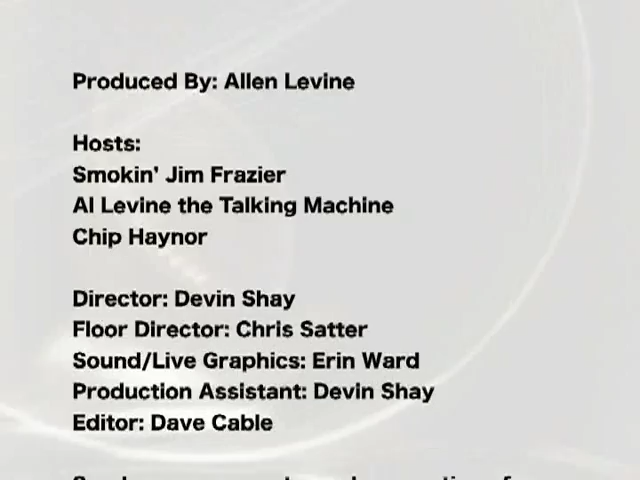 Produced By: Allen Levine
Hosts:
Smokin' Jim Frazier
Al Levine the Talking Machine
Chip Haynor
Director: Devin Shay
Floor Director: Chris Satter
Sound/Live Graphics: Erin Ward
Production Assistant: Devin Shay
Editor: Dave Cable